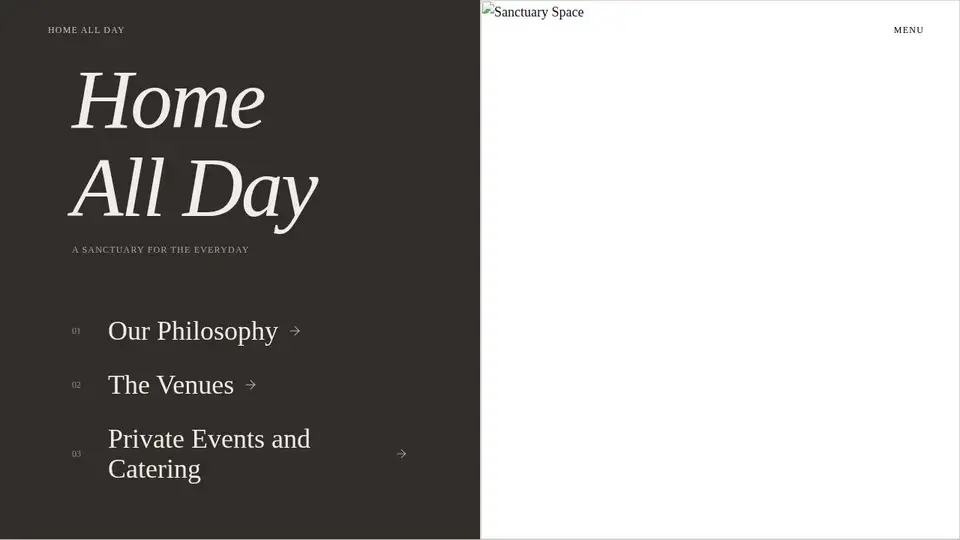 HOME ALL DAY
Sanctuary Space
MENU
Home
All Day
A SANCTUARY FOR THE EVERYDAY
01
Our Philosophy
02
The Venues
03
Private Events and
Catering